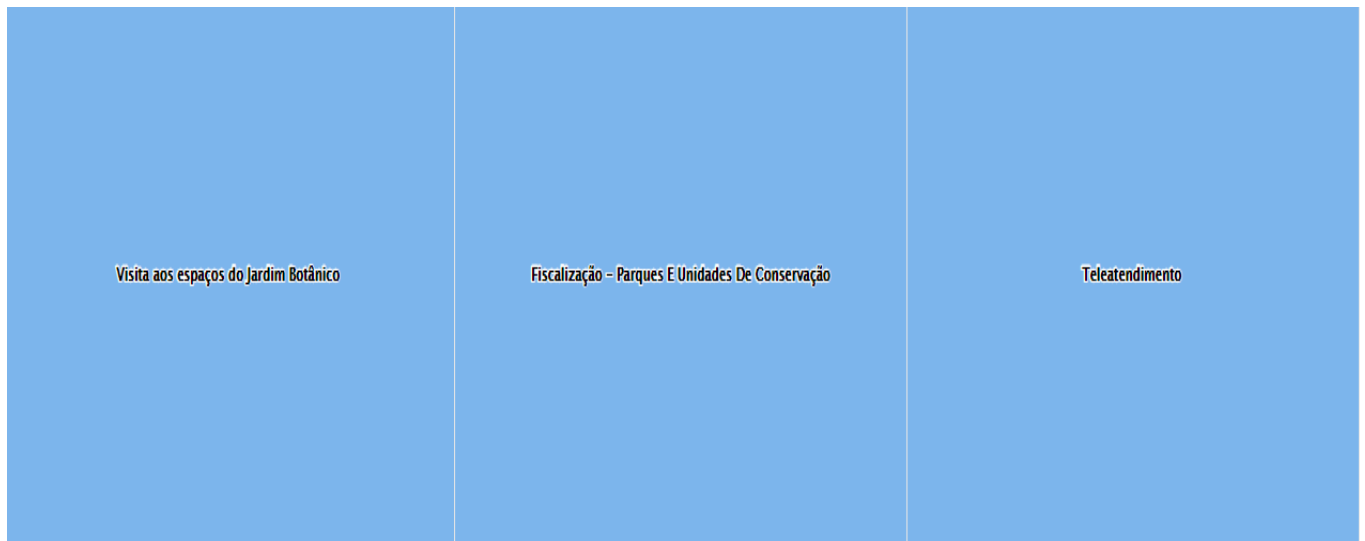 Visita aos espaços do Jardim Botânico
Fiscalização - Parques E Unidades De Conservação
Teleatendimento